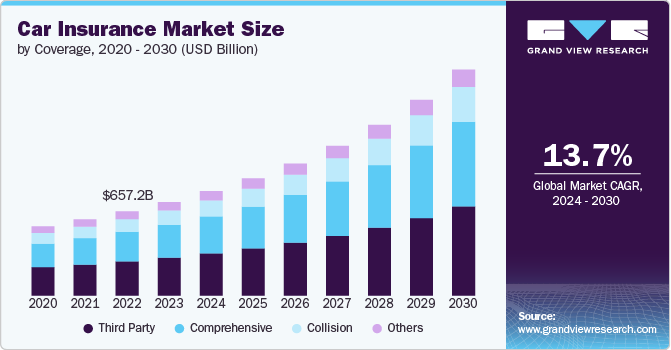 Car Insurance Market Size
by Coverage, 2020 - 2030 (USD Billion)
$657.2B
2020 2021 2022 2023 2024 2025 2026 2027 2028 2029 2030
Third Party Comprehensive Collision Others
GRAND VIEW RESEARCH
13.7%
Global Market CAGR,
2024 - 2030
Source:
www.grandviewresearch.com